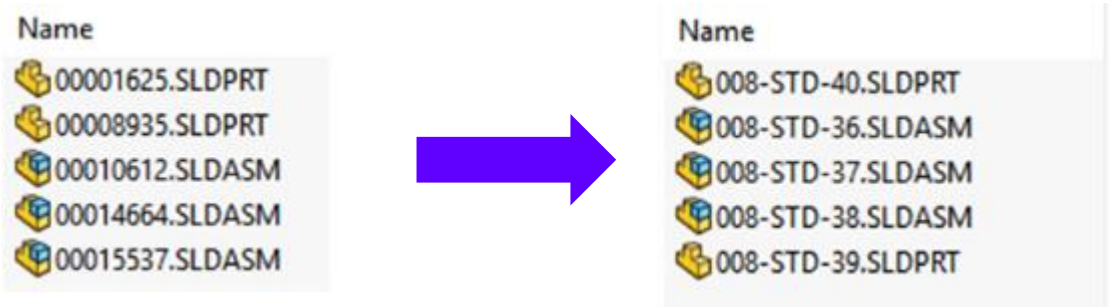 Name
00001625.SLDPRT
00008935.SLDPRT
00010612.SLDASM
00014664.SLDASM
00015537.SLDASM
Name
008-STD-40.SLDPRT
008-STD-36.SLDASM
008-STD-37.SLDASM
008-STD-38.SLDASM
008-STD-39.SLDPRT